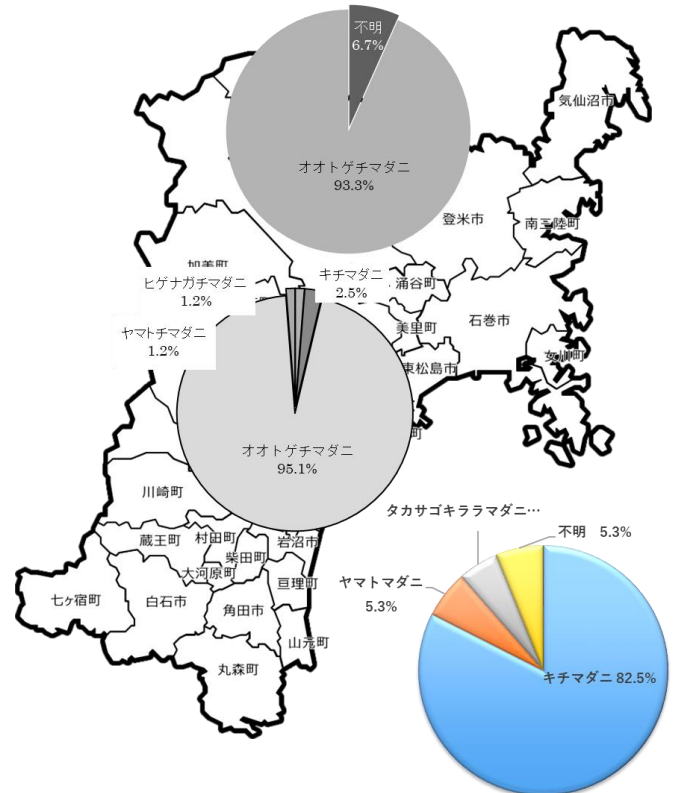 不明
6.7%
気仙沼市
オオトゲチマダニ
93.3%
登米市
南三陸町
加美町
ヒゲナガチマダニ
1.2%
キチマダニ
2.5%
涌谷町
石巻市
美里町
ヤマトチマダニ
1.2%
女川町
東松島市
町
オオトゲチマダニ
95.1%
川崎町
タカサゴキララマダニ…
蔵王町
村田町
岩沼市
不明 5.3%
柴田町
大河原町
亘理町
ヤマトマダニ
5.3%
七ヶ宿町
白石市
角田市
山元町
丸森町
キチマダニ 82.5%